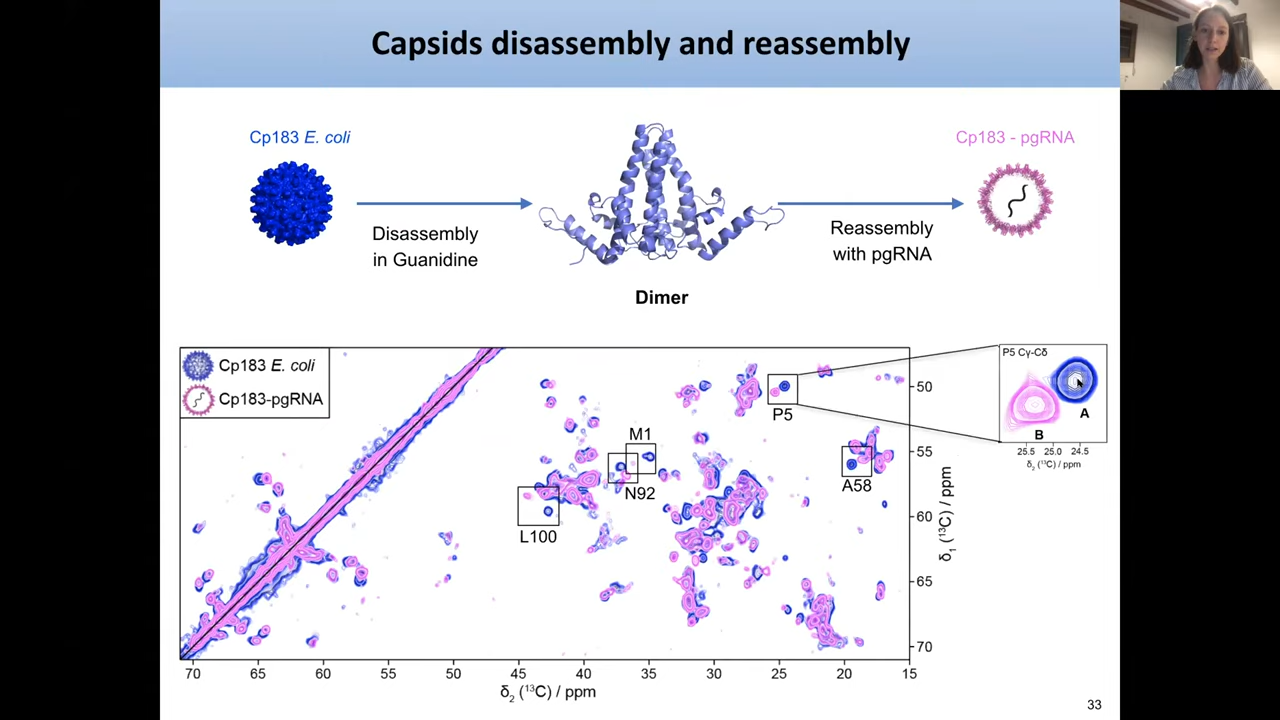 Capsids disassembly and reassembly
Cp183 E. coli
Cp183 - pgRNA
Disassembly
in Guanidine
Reassembly
with pgRNA
Dimer
Cp183 E. coli
Cp183-pgRNA
P5 Cγ-Cδ
A
B
25.5 25.0 24.5
δ₂ (¹³C) / ppm
P5
M1
N92
A58
L100
50
55
60
65
70
δ₁ (¹³C) / ppm
70 65 60 55 50 45 40 35 30 25 20 15
δ₂ (¹³C) / ppm
33